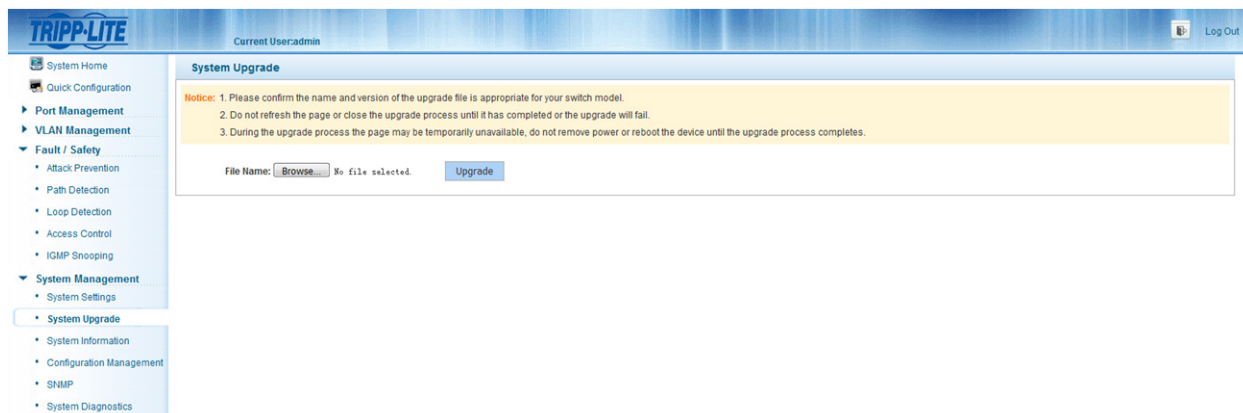 TRIPP·LITE
Current User:admin
Log Out
System Home
Quick Configuration
Port Management
VLAN Management
Fault / Safety
• Attack Prevention
• Path Detection
• Loop Detection
• Access Control
• IGMP Snooping
System Management
• System Settings
• System Upgrade
• System Information
• Configuration Management
• SNMP
• System Diagnostics
System Upgrade
Notice: 1. Please confirm the name and version of the upgrade file is appropriate for your switch model.
2. Do not refresh the page or close the upgrade process until it has completed or the upgrade will fail.
3. During the upgrade process the page may be temporarily unavailable, do not remove power or reboot the device until the upgrade process completes.
File Name: Browse... No file selected. Upgrade